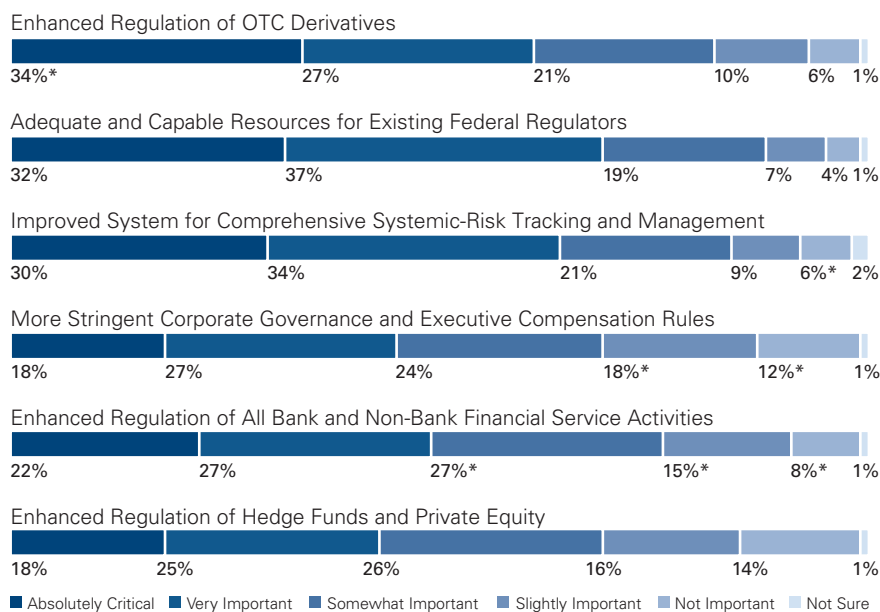 Enhanced Regulation of OTC Derivatives
34%* 27% 21% 10% 6% 1%
Adequate and Capable Resources for Existing Federal Regulators
32% 37% 19% 7% 4% 1%
Improved System for Comprehensive Systemic-Risk Tracking and Management
30% 34% 21% 9% 6%* 2%
More Stringent Corporate Governance and Executive Compensation Rules
18% 27% 24% 18%* 12%* 1%
Enhanced Regulation of All Bank and Non-Bank Financial Service Activities
22% 27% 27%* 15%* 8%* 1%
Enhanced Regulation of Hedge Funds and Private Equity
18% 25% 26% 16% 14% 1%
Absolutely Critical Very Important Somewhat Important Slightly Important Not Important Not Sure